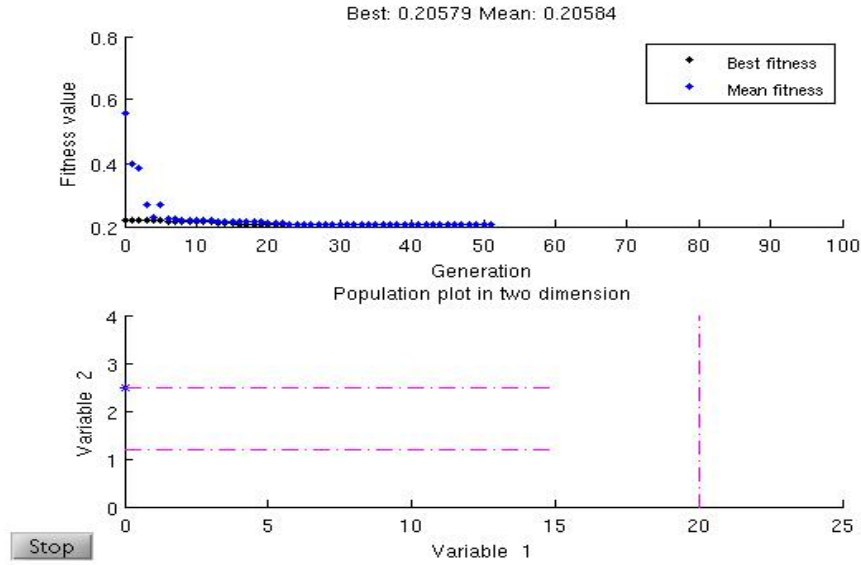 Best: 0.20579 Mean: 0.20584
0.8
0.6
0.4
0.2
Fitness value
Best fitness
Mean fitness
0 10 20 30 40 50 60 70 80 90 100
Generation
Population plot in two dimension
4
3
2
1
0
Variable 2
0 5 10 15 20 25
Variable 1
Stop